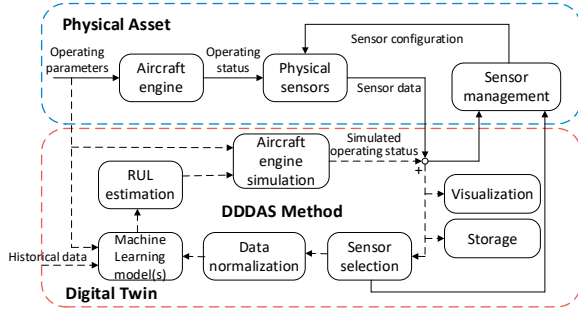 Physical Asset
Operating
parameters
Operating
status
Sensor configuration
Aircraft
engine
Physical
sensors
Sensor data
Sensor
management
Simulated
operating status
Aircraft
engine
simulation
+
RUL
estimation
Visualization
DDDAS Method
Storage
Historical data
Machine
Learning
model(s)
Data
normalization
Sensor
selection
Digital Twin